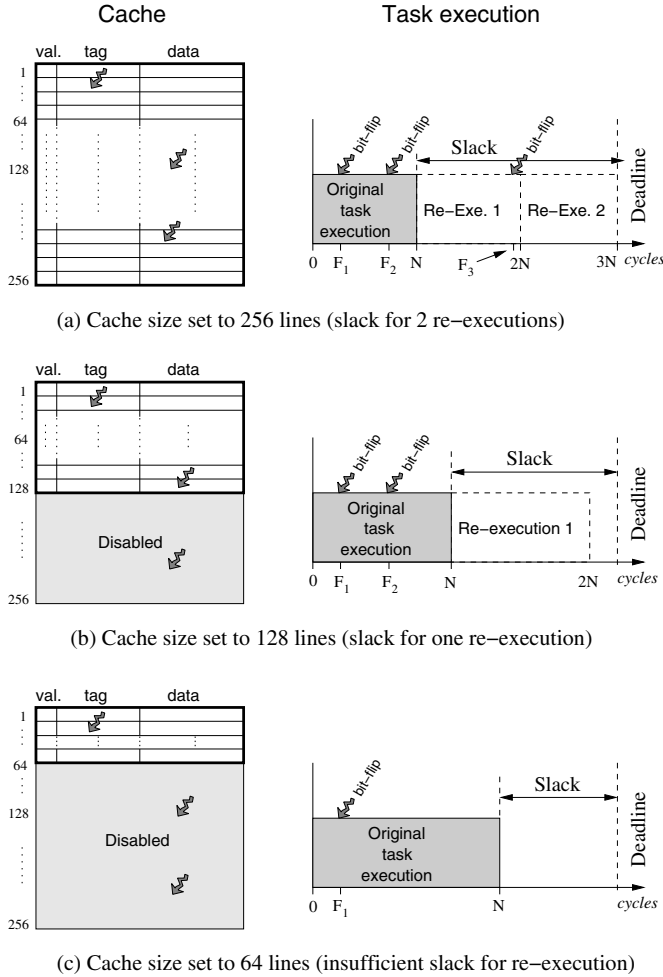 Cache
Task execution
val. tag data
1
64
128
256
bit-flip
bit-flip
bit-flip
Slack
Original
task
execution
Re-Exe. 1
Re-Exe. 2
Deadline
0 F1 F2 N F3 2N 3N cycles
(a) Cache size set to 256 lines (slack for 2 re−executions)
val. tag data
1
64
128
Disabled
256
bit-flip
bit-flip
Slack
Original
task
execution
Re-execution 1
Deadline
0 F1 F2 N 2N cycles
(b) Cache size set to 128 lines (slack for one re−execution)
val. tag data
1
64
128
Disabled
256
bit-flip
Slack
Original
task
execution
Deadline
0 F1 N cycles
(c) Cache size set to 64 lines (insufficient slack for re−execution)